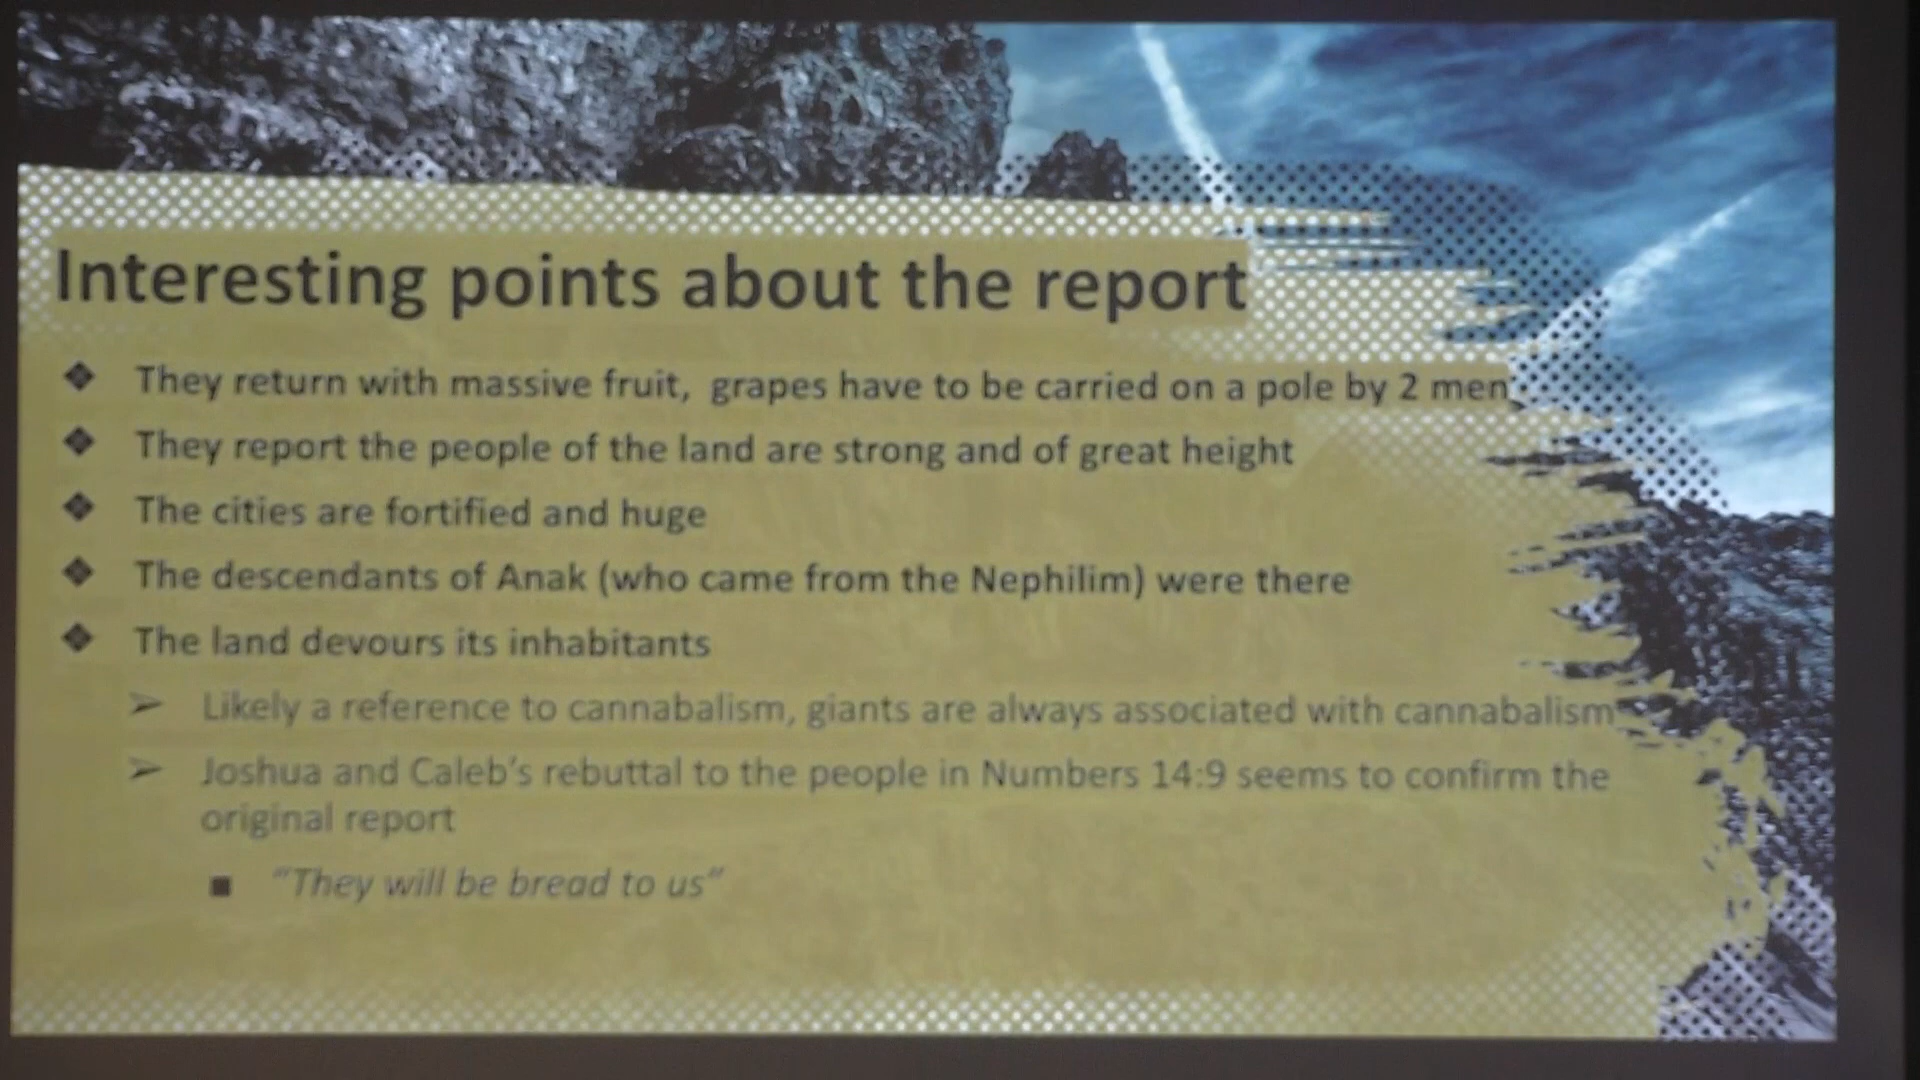 Interesting points about the report
❖ They return with massive fruit, grapes have to be carried on a pole by 2 men
❖ They report the people of the land are strong and of great height
❖ The cities are fortified and huge
❖ The descendants of Anak (who came from the Nephilim) were there
❖ The land devours its inhabitants
➢ Likely a reference to cannabalism, giants are always associated with cannabalism
➢ Joshua and Caleb's rebuttal to the people in Numbers 14:9 seems to confirm the
original report
▪ "They will be bread to us"